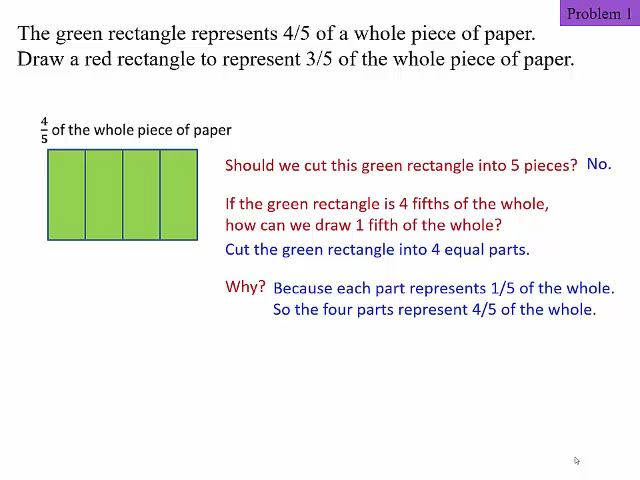 Problem 1
The green rectangle represents 4/5 of a whole piece of paper.
Draw a red rectangle to represent 3/5 of the whole piece of paper.
4/5 of the whole piece of paper
Should we cut this green rectangle into 5 pieces? No.
If the green rectangle is 4 fifths of the whole,
how can we draw 1 fifth of the whole?
Cut the green rectangle into 4 equal parts.
Why? Because each part represents 1/5 of the whole.
So the four parts represent 4/5 of the whole.